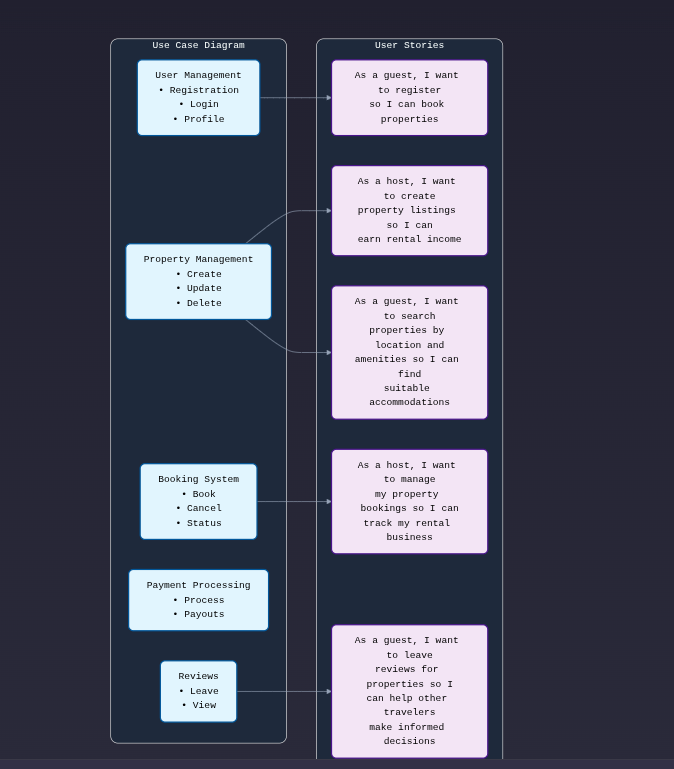 Use Case Diagram
User Management
• Registration
• Login
• Profile
Property Management
• Create
• Update
• Delete
Booking System
• Book
• Cancel
• Status
Payment Processing
• Process
• Payouts
Reviews
• Leave
• View
User Stories
As a guest, I want
to register
so I can book
properties
As a host, I want
to create
property listings
so I can
earn rental income
As a guest, I want
to search
properties by
location and
amenities so I can
find
suitable
accommodations
As a host, I want
to manage
my property
bookings so I can
track my rental
business
As a guest, I want
to leave
reviews for
properties so I
can help other
travelers
make informed
decisions